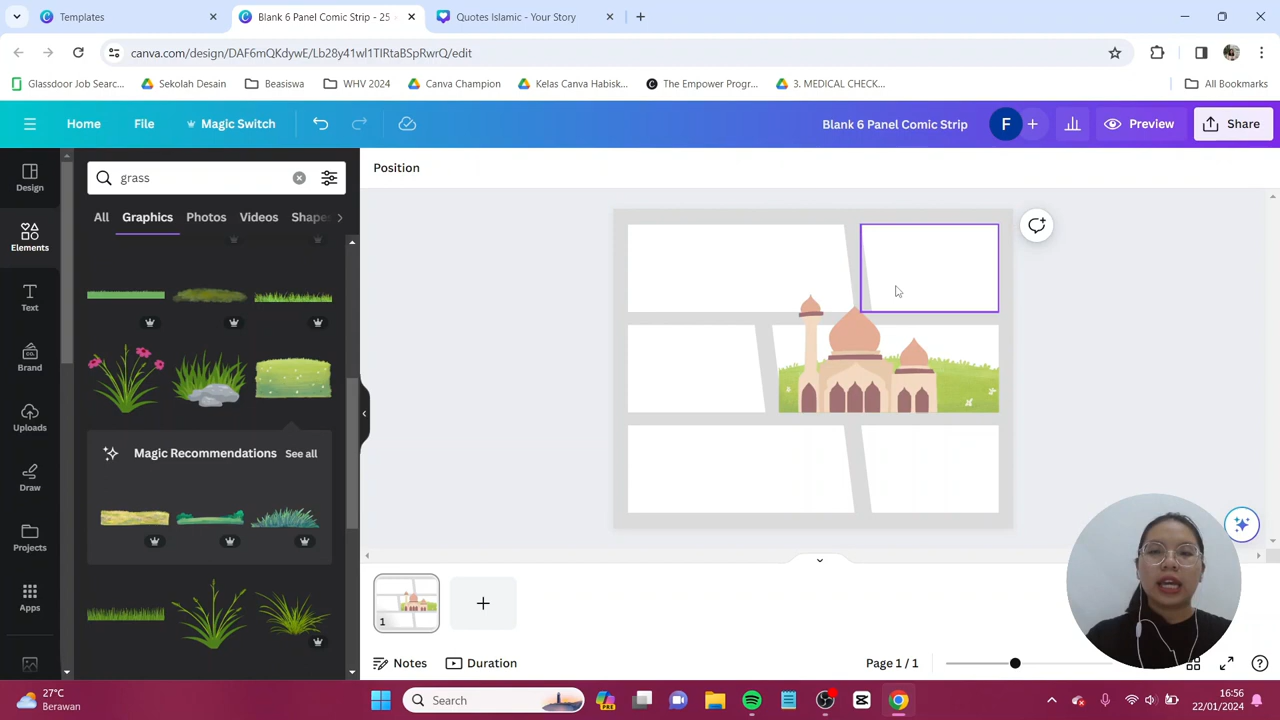 Templates
Blank 6 Panel Comic Strip - 25
Quotes Islamic - Your Story
canva.com/design/DAF6mQKdywE/Lb28y41wl1TIRtaBSpRwrQ/edit
Glassdoor Job Searc...
Sekolah Desain
Beasiswa
WHV 2024
Canva Champion
Kelas Canva Habisk...
The Empower Progr...
3. MEDICAL CHECK...
All Bookmarks
Home
File
Magic Switch
Blank 6 Panel Comic Strip
F
Preview
Share
Design
Elements
Text
Brand
Uploads
Draw
Projects
Apps
grass
All
Graphics
Photos
Videos
Shape
Magic Recommendations
See all
Position
1
Notes
Duration
Page 1 / 1
27°C
Berawan
Search
PRE
16:56
22/01/2024